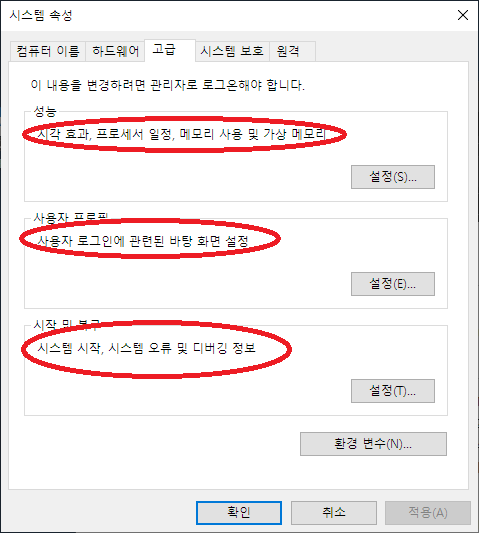 시스템 속성
컴퓨터 이름 하드웨어 고급 시스템 보호 원격
이 내용을 변경하려면 관리자로 로그온해야 합니다.
성능
시각 효과, 프로세서 일정, 메모리 사용 및 가상 메모리
설정(S)...
사용자 프로필
사용자 로그인에 관련된 바탕 화면 설정
설정(E)...
시작 및 복구
시스템 시작, 시스템 오류 및 디버깅 정보
설정(T)...
환경 변수(N)...
확인 취소 적용(A)